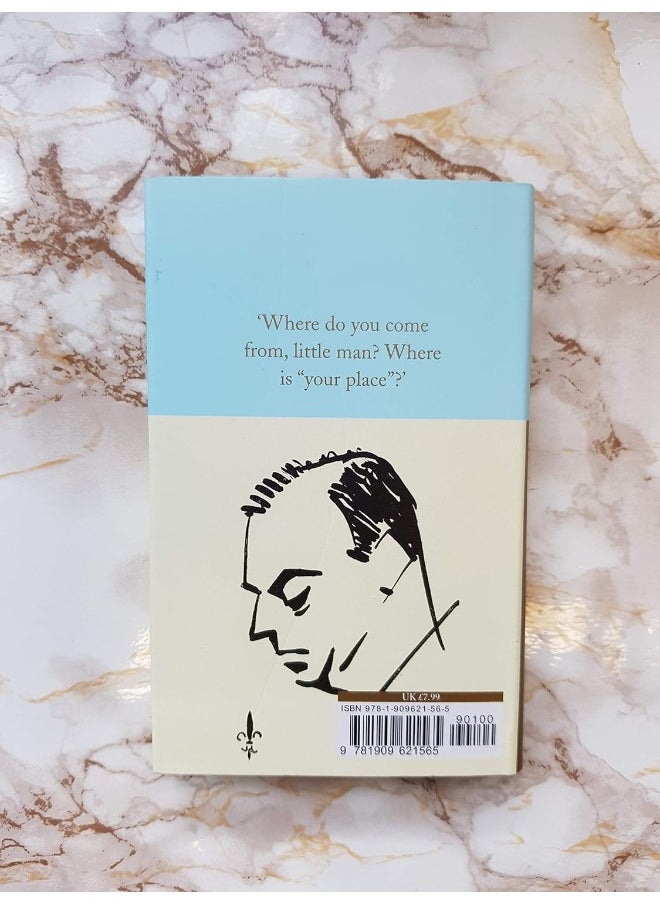 ‘Where do you come
from, little man? Where
is “your place”?’
UK £7.99
ISBN 978-1-909621-56-5
90100
9 781909 621565